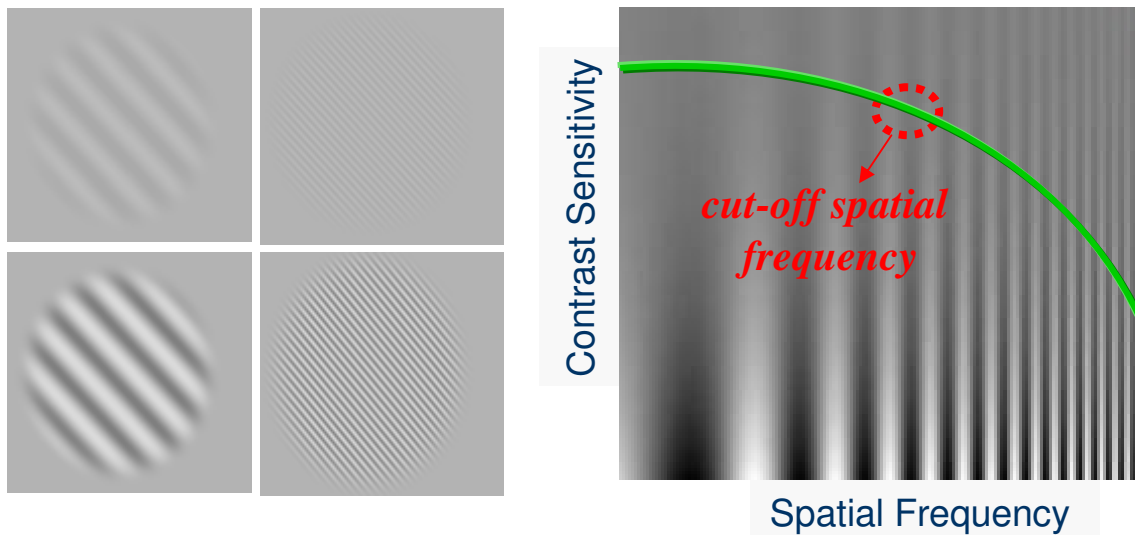 Contrast Sensitivity
cut-off spatial
frequency
Spatial Frequency